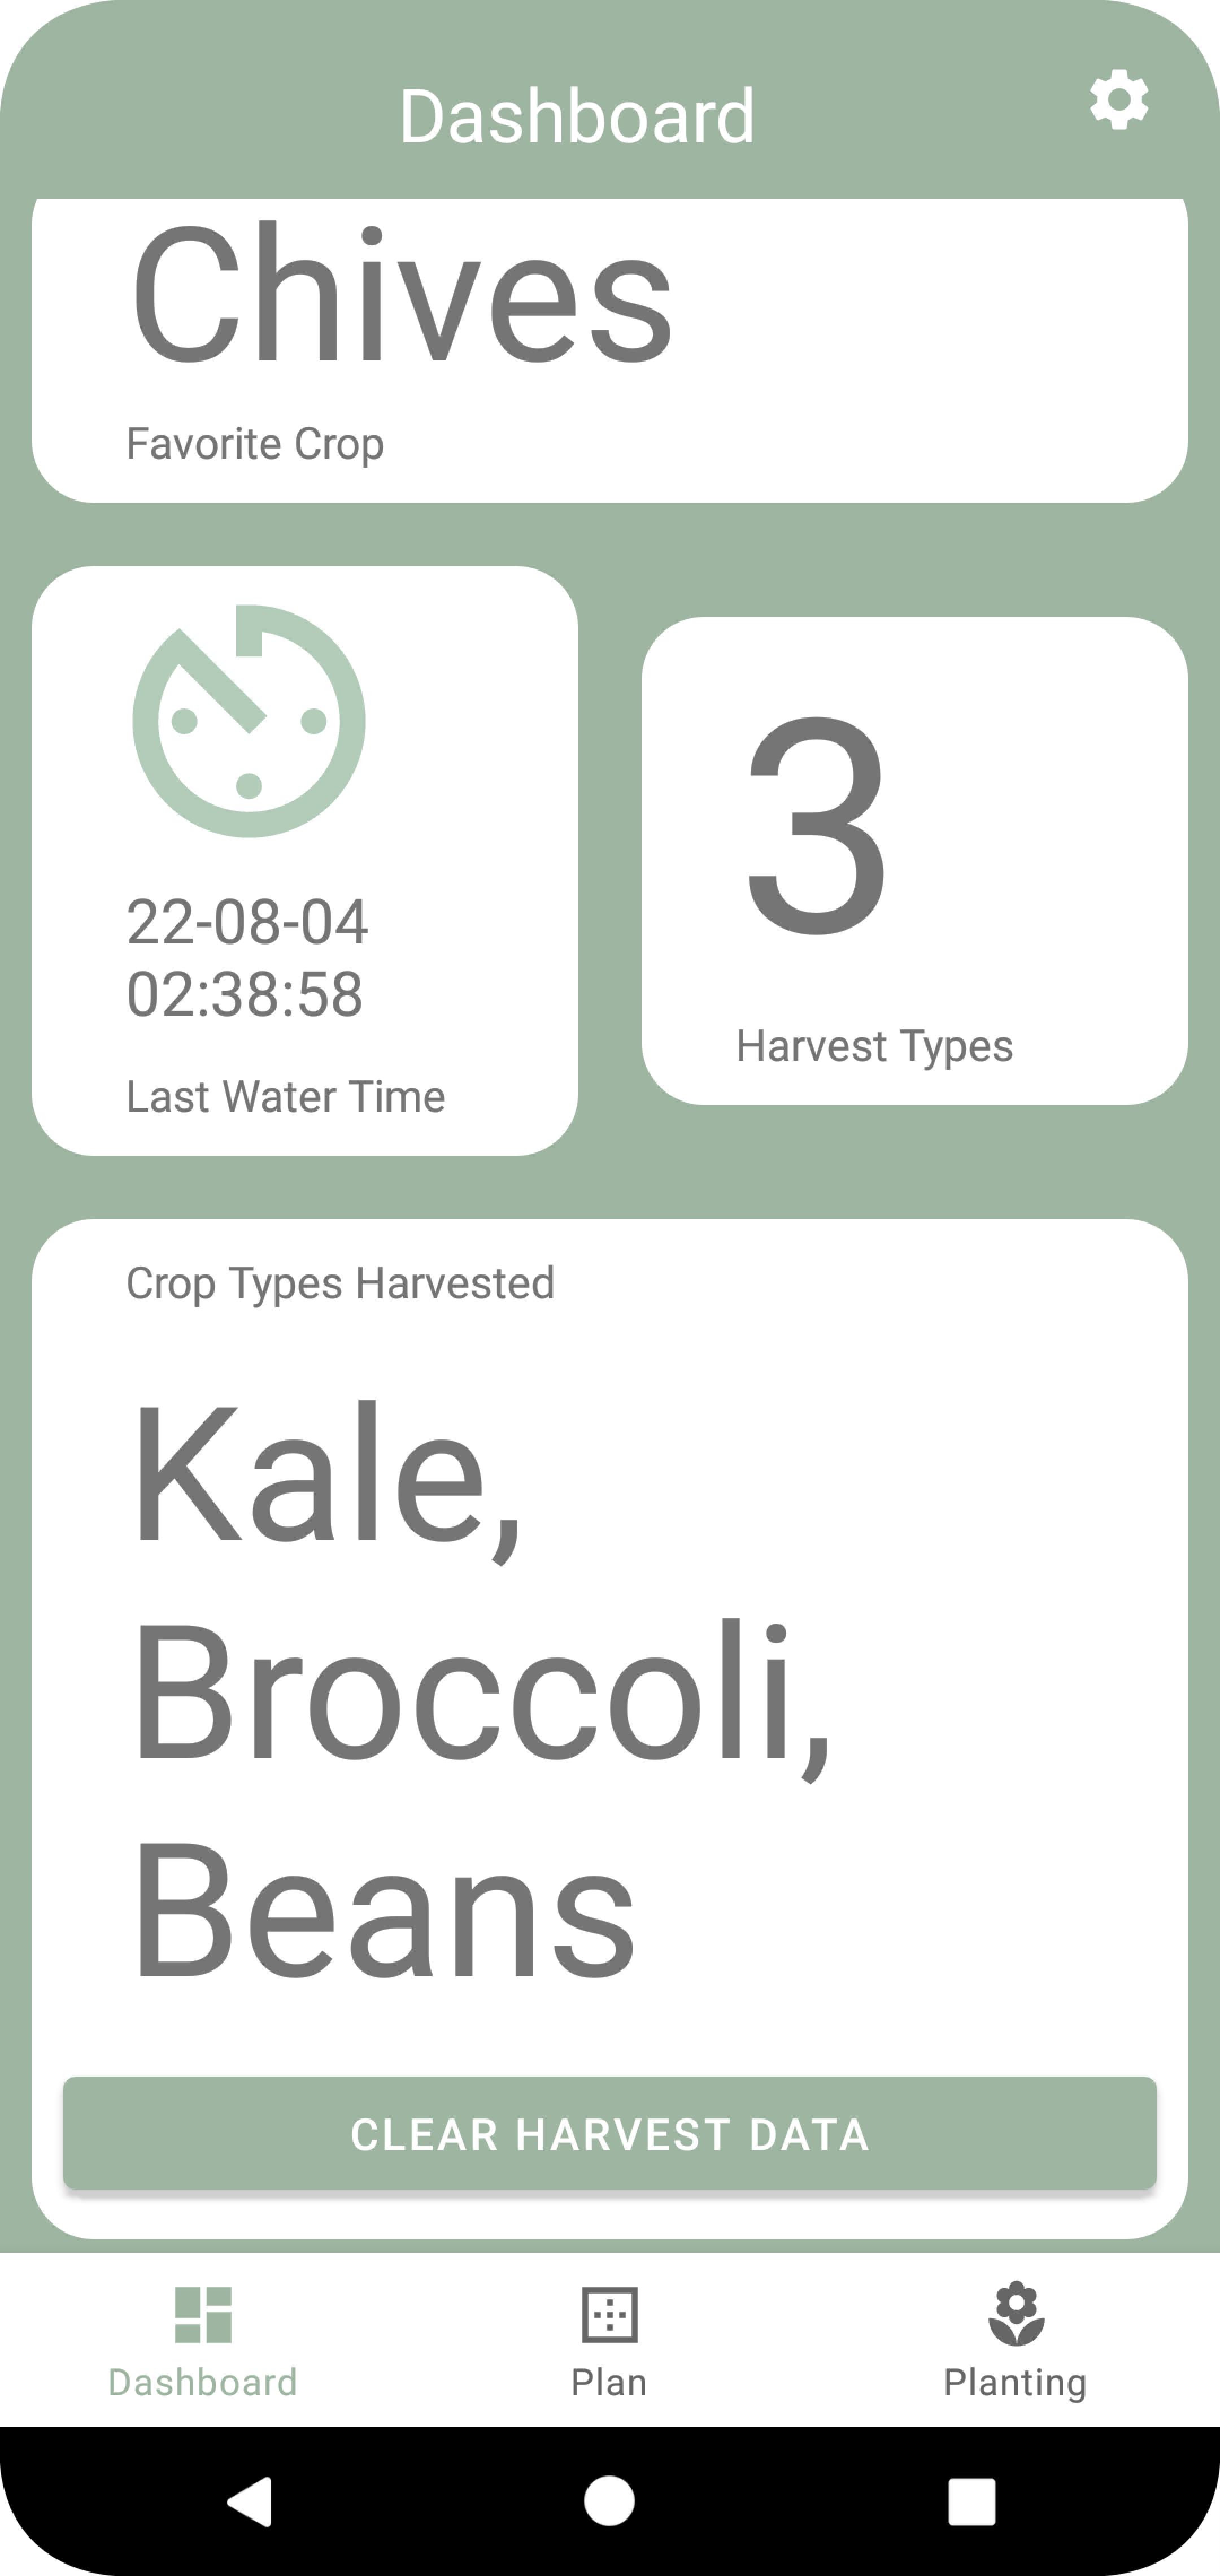 Dashboard
Chives
Favorite Crop
22-08-04
02:38:58
Last Water Time
3
Harvest Types
Crop Types Harvested
Kale,
Broccoli,
Beans
CLEAR HARVEST DATA
Dashboard
Plan
Planting